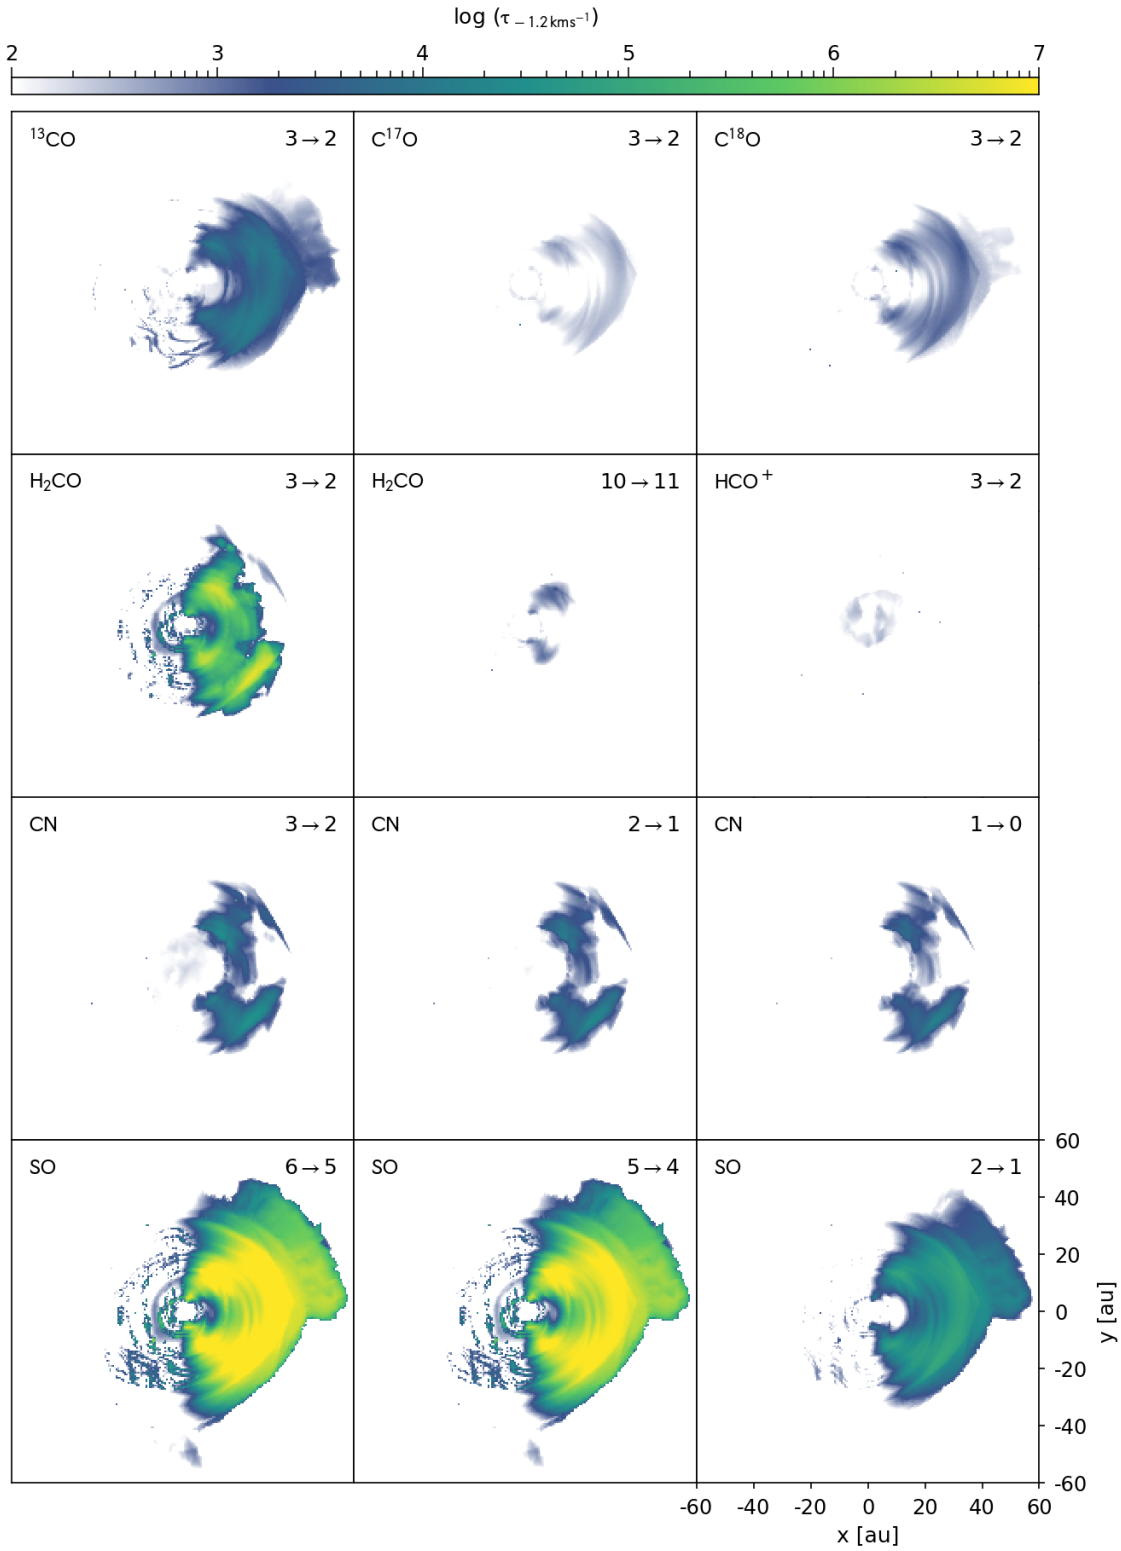 log (τ₋₁.₂ₖₘₛ⁻¹)
2 3 4 5 6 7
¹³CO 3→2 C¹⁷O 3→2 C¹⁸O 3→2
H₂CO 3→2 H₂CO 10→11 HCO⁺ 3→2
CN 3→2 CN 2→1 CN 1→0
SO 6→5 SO 5→4 SO 2→1
60
40
20
0
-20
-40
-60
y [au]
-60 -40 -20 0 20 40 60
x [au]